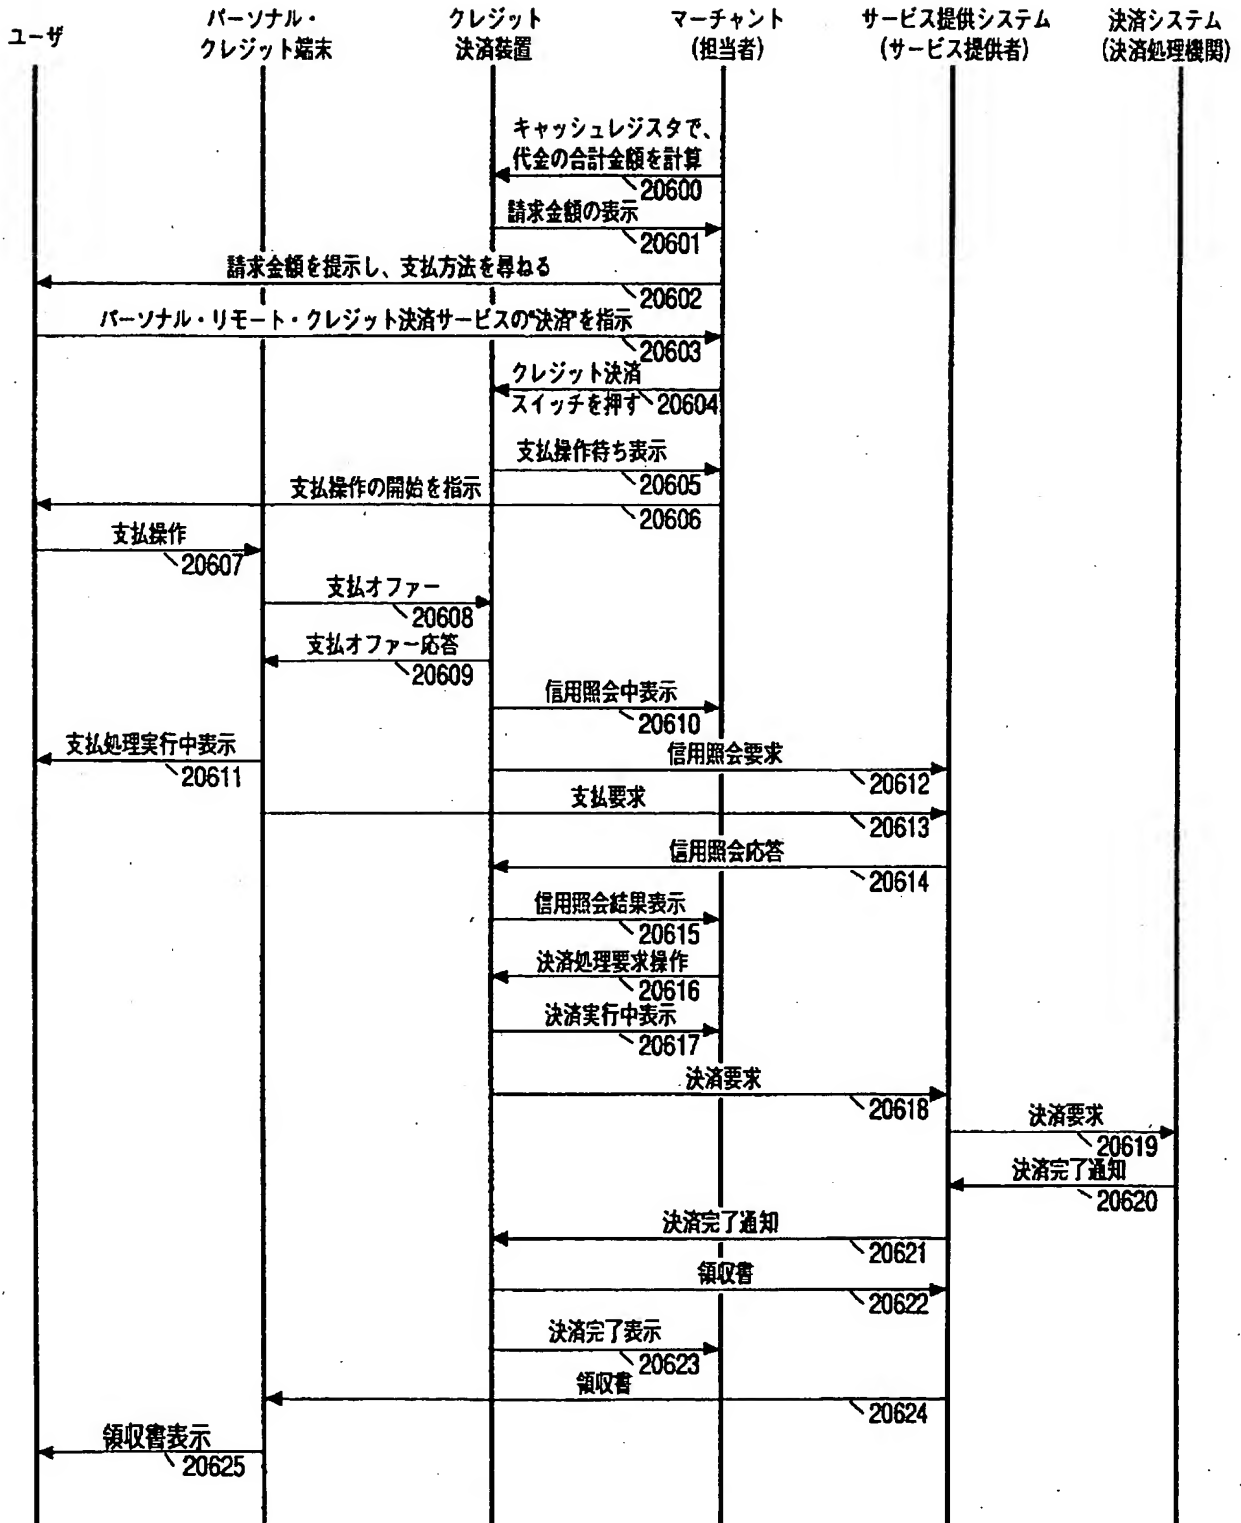 ユーザ
パーソナル・
クレジット端末
クレジット
決済装置
マーチャント
(担当者)
サービス提供システム
(サービス提供者)
決済システム
(決済処理機関)
キャッシュレジスタで、
代金の合計金額を計算
20600
請求金額の表示
20601
請求金額を提示し、支払方法を尋ねる
20602
パーソナル・リモート・クレジット決済サービスの“決済”を指示
20603
クレジット決済
スイッチを押す
20604
支払操作待ち表示
20605
支払操作の開始を指示
20606
支払操作
20607
支払オファー
20608
支払オファー応答
20609
信用照会中表示
20610
支払処理実行中表示
20611
信用照会要求
20612
支払要求
20613
信用照会応答
20614
信用照会結果表示
20615
決済処理要求操作
20616
決済実行中表示
20617
決済要求
20618
決済要求
20619
決済完了通知
20620
決済完了通知
20621
領収書
20622
決済完了表示
20623
領収書
20624
領収書表示
20625